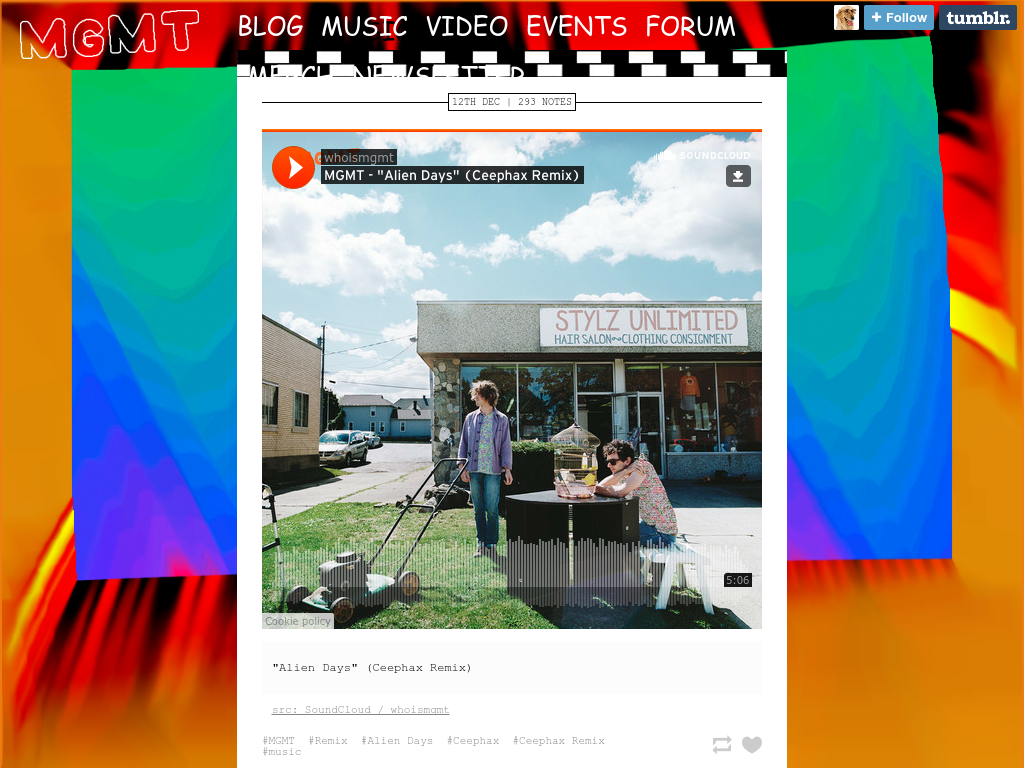 MGMT
BLOG MUSIC VIDEO EVENTS FORUM
MERCH NEWSLETTER
+ Follow
tumblr.
12TH DEC | 293 NOTES
whoismgmt
MGMT - "Alien Days" (Ceephax Remix)
SOUNDCLOUD
STYLZ UNLIMITED
HAIR SALON~CLOTHING CONSIGNMENT
5:06
Cookie policy
"Alien Days" (Ceephax Remix)
src: SoundCloud / whoismgmt
#MGMT #Remix #Alien Days #Ceephax #Ceephax Remix
#music